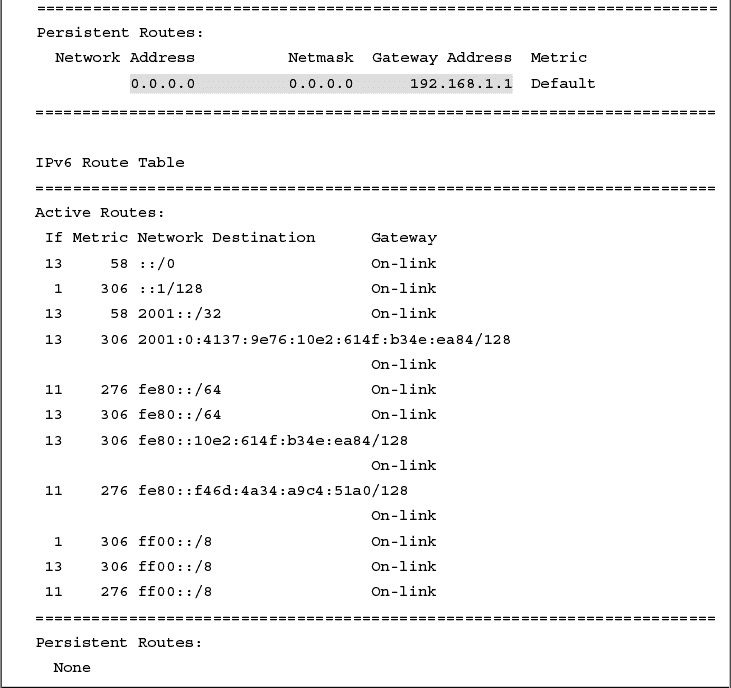 ===========================================================================
Persistent Routes:
  Network Address          Netmask  Gateway Address  Metric
          0.0.0.0          0.0.0.0      192.168.1.1  Default
===========================================================================
IPv6 Route Table
===========================================================================
Active Routes:
 If Metric Network Destination      Gateway
 13     58 ::/0                     On-link
  1    306 ::1/128                  On-link
 13     58 2001::/32                On-link
 13    306 2001:0:4137:9e76:10e2:614f:b34e:ea84/128
                                    On-link
 11    276 fe80::/64                On-link
 13    306 fe80::/64                On-link
 13    306 fe80::10e2:614f:b34e:ea84/128
                                    On-link
 11    276 fe80::f46d:4a34:a9c4:51a0/128
                                    On-link
  1    306 ff00::/8                 On-link
 13    306 ff00::/8                 On-link
 11    276 ff00::/8                 On-link
===========================================================================
Persistent Routes:
  None